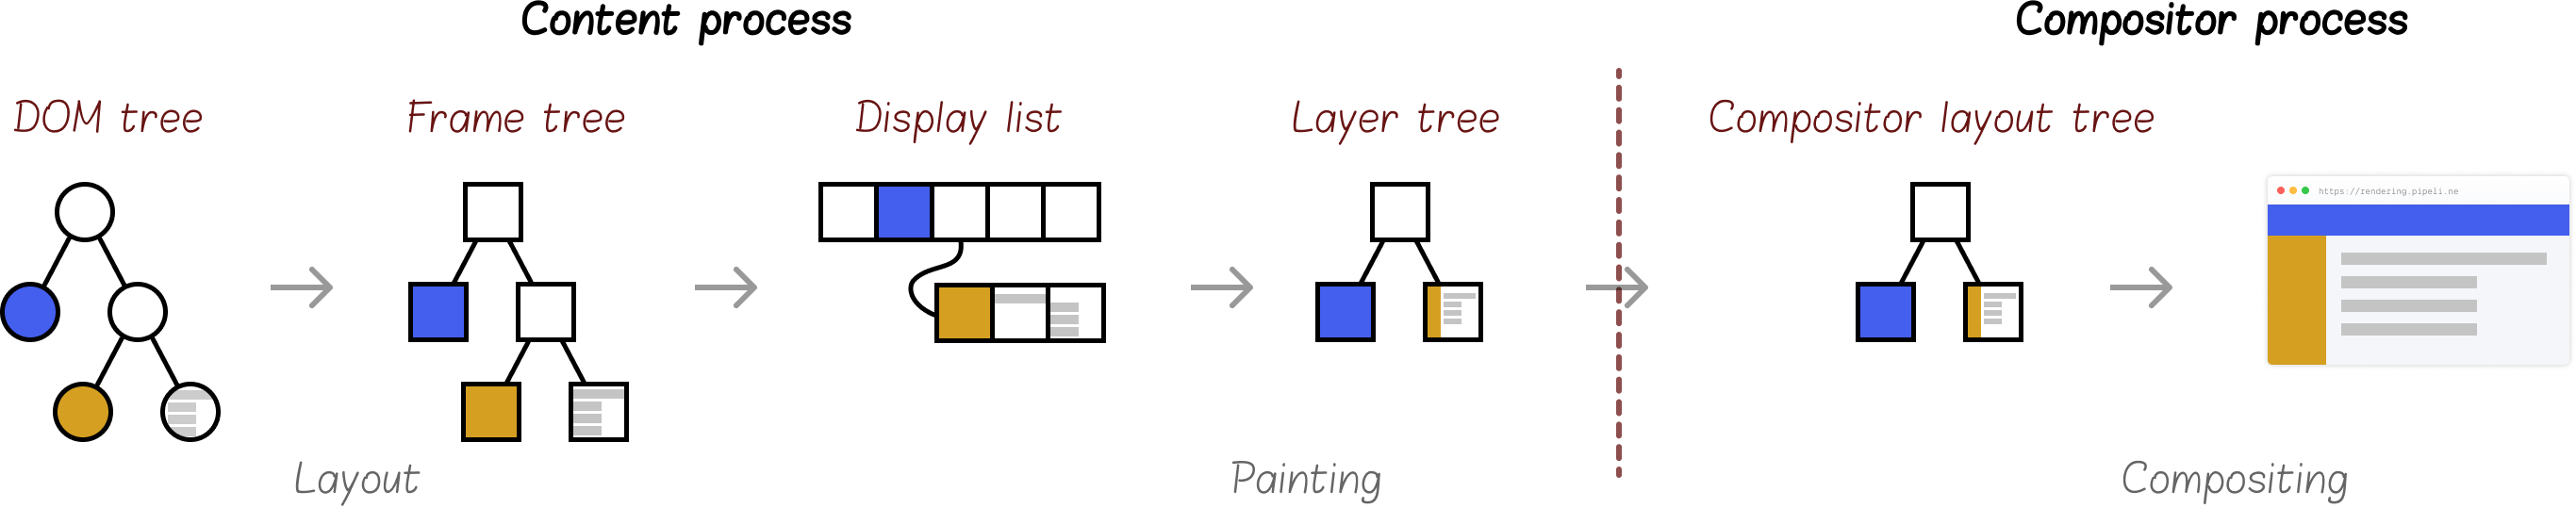 Content process
Compositor process
DOM tree
Frame tree
Display list
Layer tree
Compositor layout tree
https://rendering.pipeli.ne
Layout
Painting
Compositing